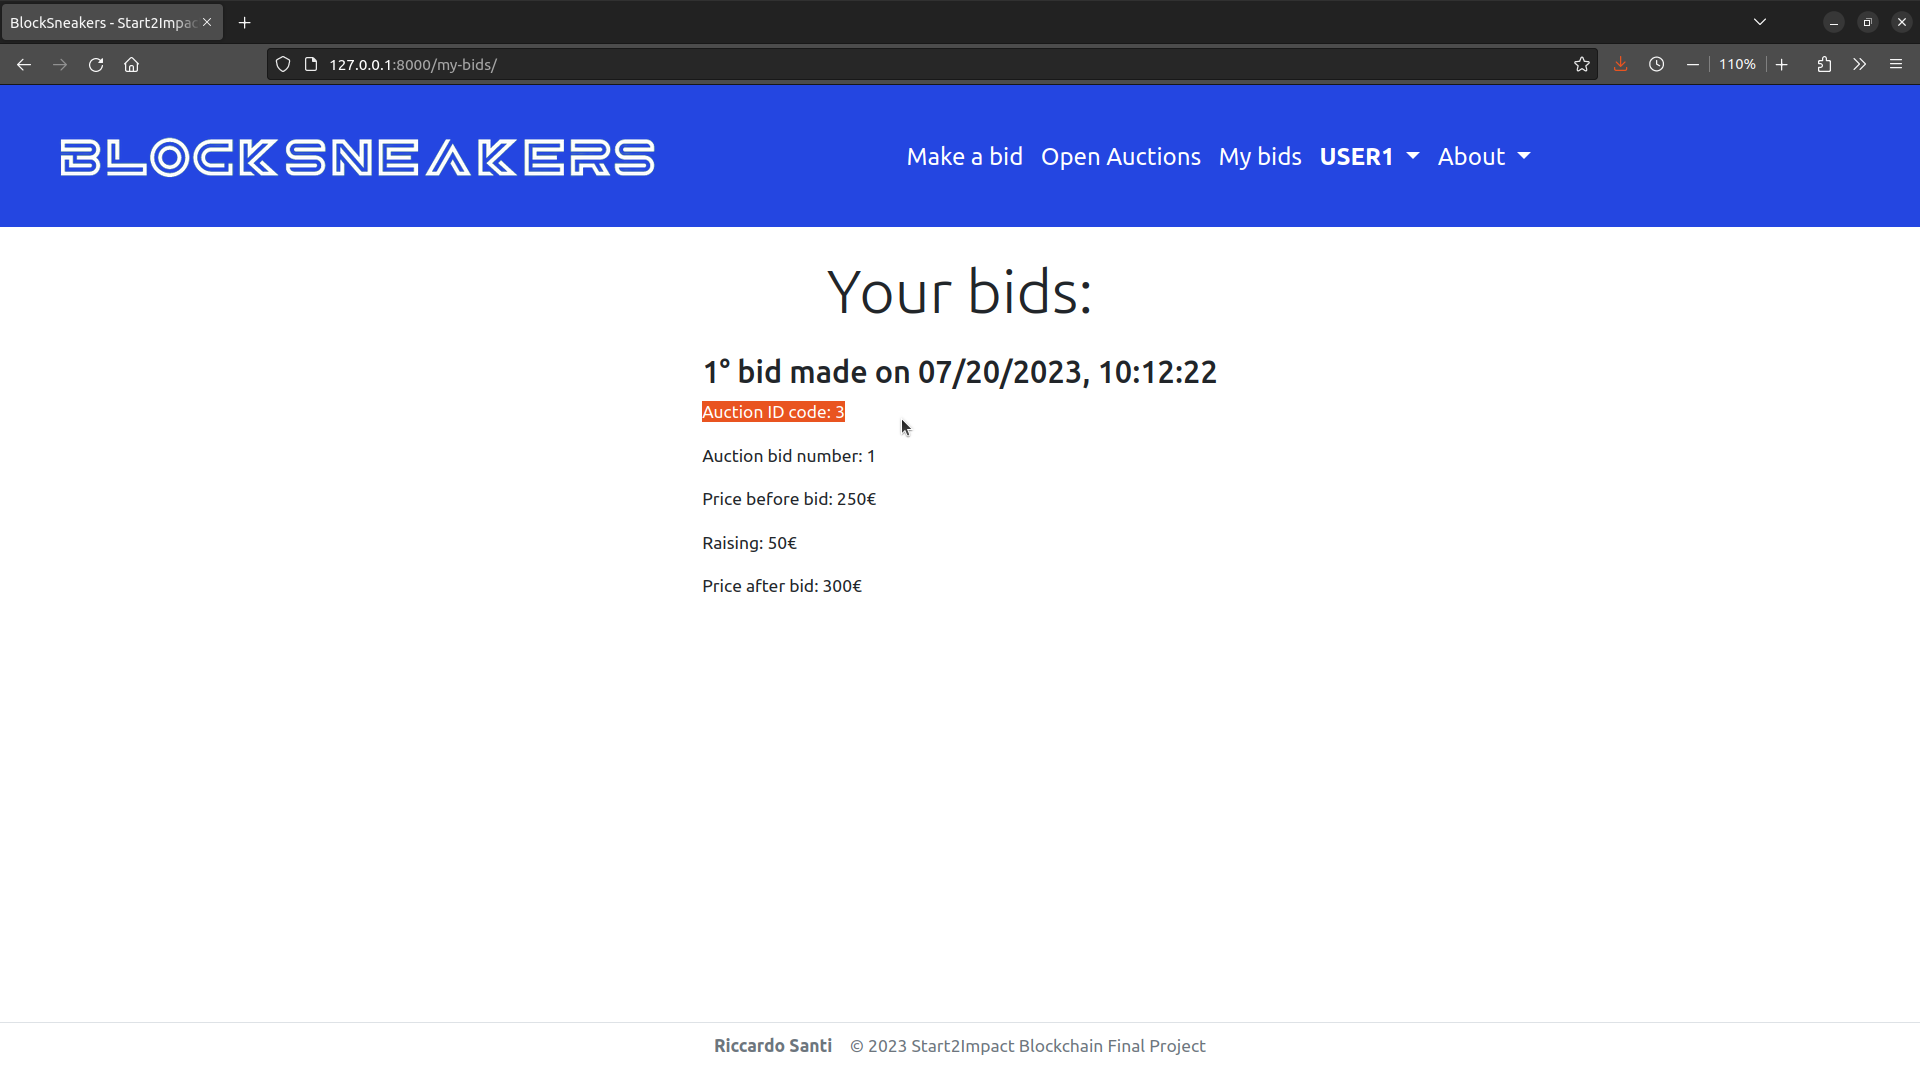 BlockSneakers - Start2Impac
127.0.0.1:8000/my-bids/
110%
BLOCKSNEAKERS
Make a bid
Open Auctions
My bids
USER1
About
Your bids:
1° bid made on 07/20/2023, 10:12:22
Auction ID code: 3
Auction bid number: 1
Price before bid: 250€
Raising: 50€
Price after bid: 300€
Riccardo Santi © 2023 Start2Impact Blockchain Final Project